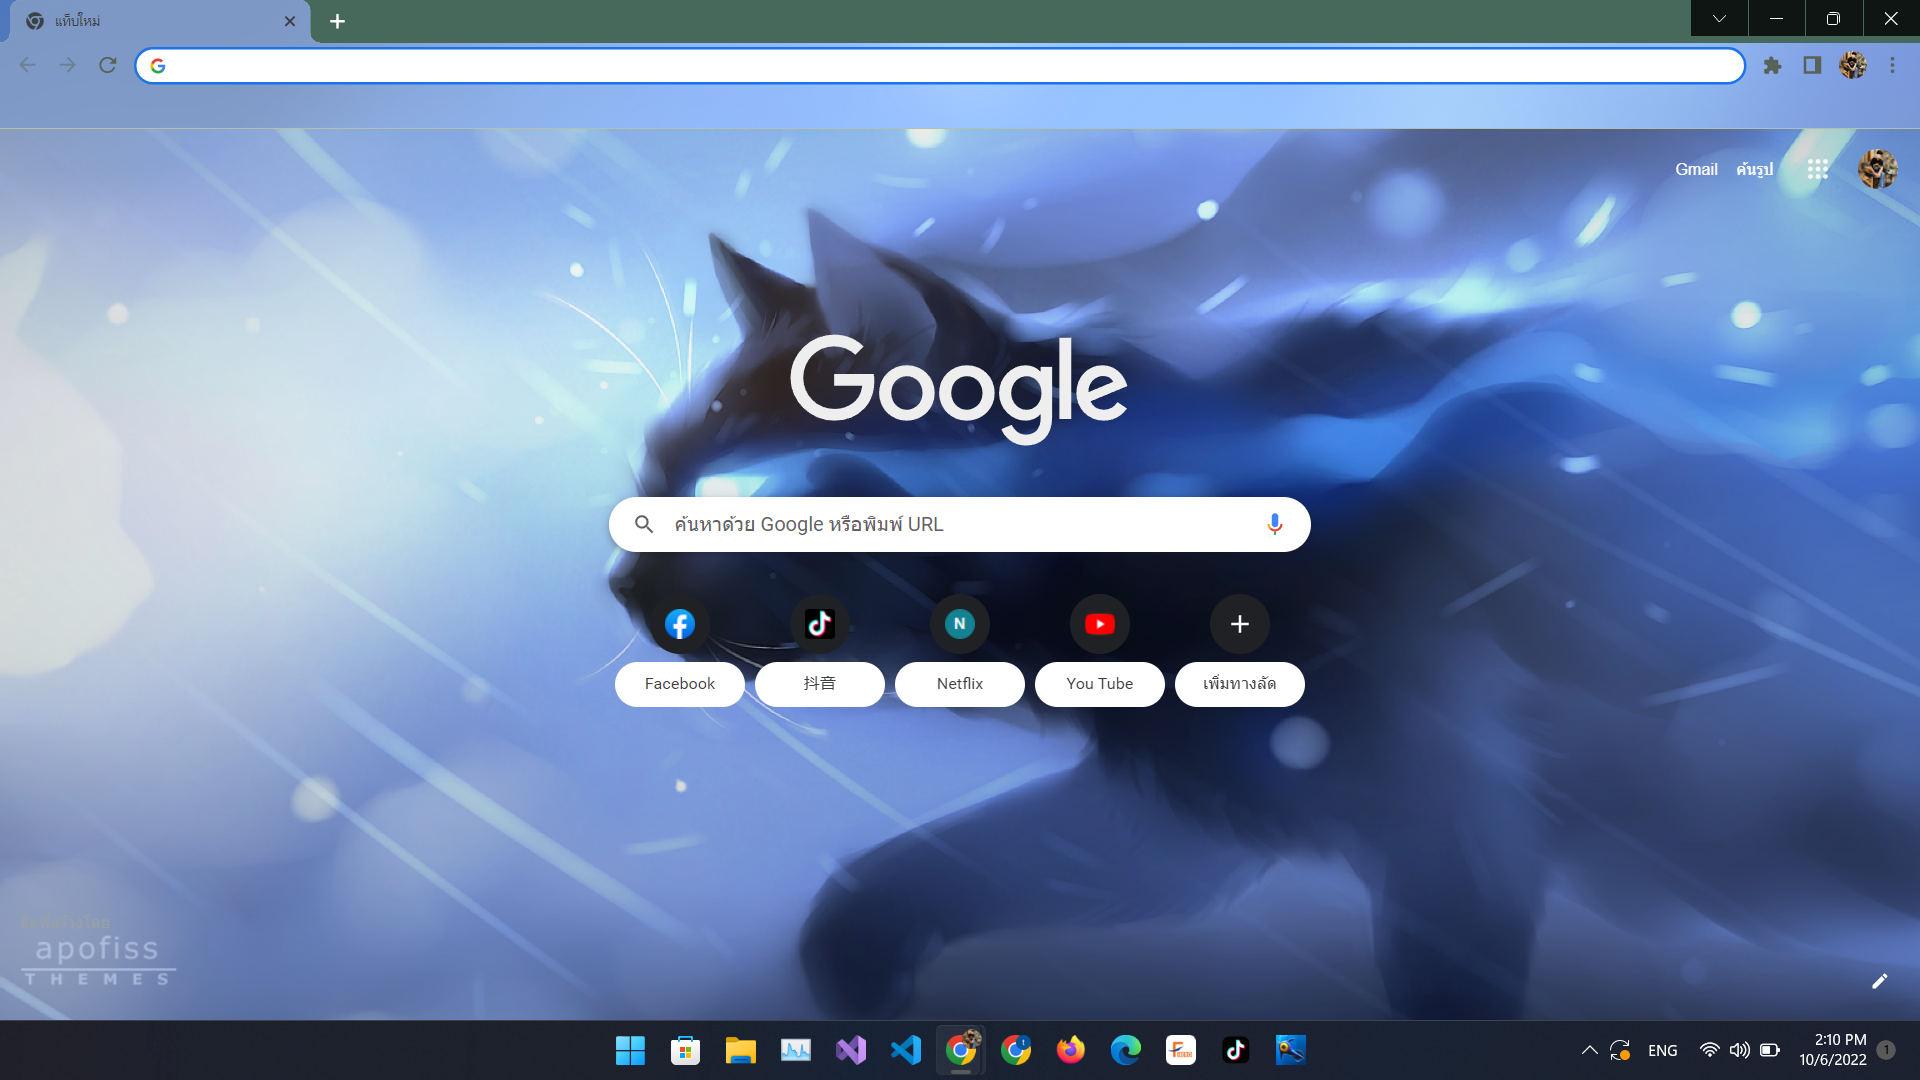 แท็บใหม่
Gmail ค้นรูป
Google
ค้นหาด้วย Google หรือพิมพ์ URL
N
Facebook
抖音
Netflix
You Tube
เพิ่มทางลัด
apofiss
THEMES
ENG
2:10 PM
10/6/2022
1